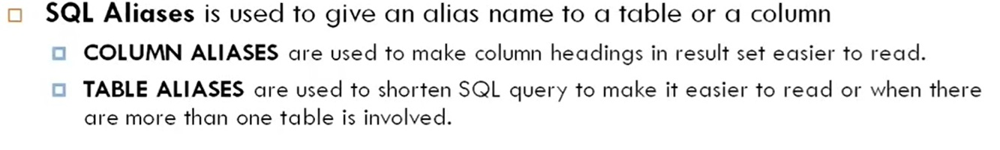 SQL Aliases is used to give an alias name to a table or a column
COLUMN ALIASES are used to make column headings in result set easier to read.
TABLE ALIASES are used to shorten SQL query to make it easier to read or when there
are more than one table is involved.